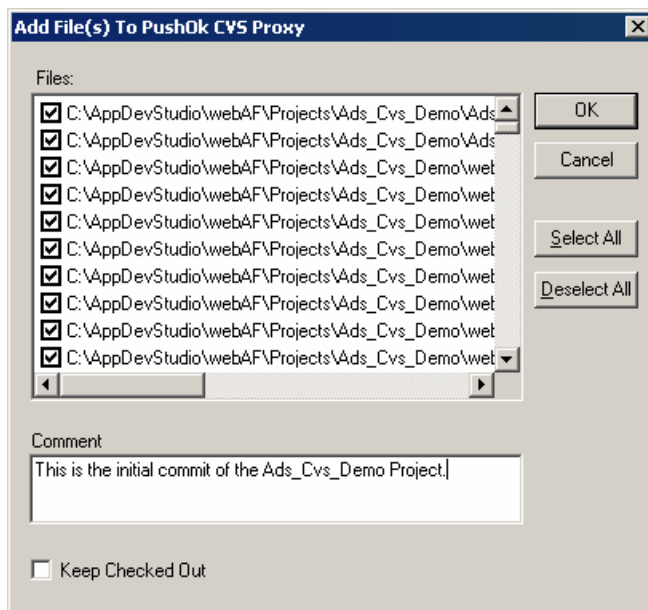 Add File(s) To PushOk CVS Proxy
Files:
C:\AppDevStudio\webAF\Projects\Ads_Cvs_Demo\Ads
C:\AppDevStudio\webAF\Projects\Ads_Cvs_Demo\Ads
C:\AppDevStudio\webAF\Projects\Ads_Cvs_Demo\web
C:\AppDevStudio\webAF\Projects\Ads_Cvs_Demo\web
C:\AppDevStudio\webAF\Projects\Ads_Cvs_Demo\web
C:\AppDevStudio\webAF\Projects\Ads_Cvs_Demo\web
C:\AppDevStudio\webAF\Projects\Ads_Cvs_Demo\web
C:\AppDevStudio\webAF\Projects\Ads_Cvs_Demo\web
C:\AppDevStudio\webAF\Projects\Ads_Cvs_Demo\web
C:\AppDevStudio\webAF\Projects\Ads_Cvs_Demo\web
OK
Cancel
Select All
Deselect All
Comment
This is the initial commit of the Ads_Cvs_Demo Project.
Keep Checked Out